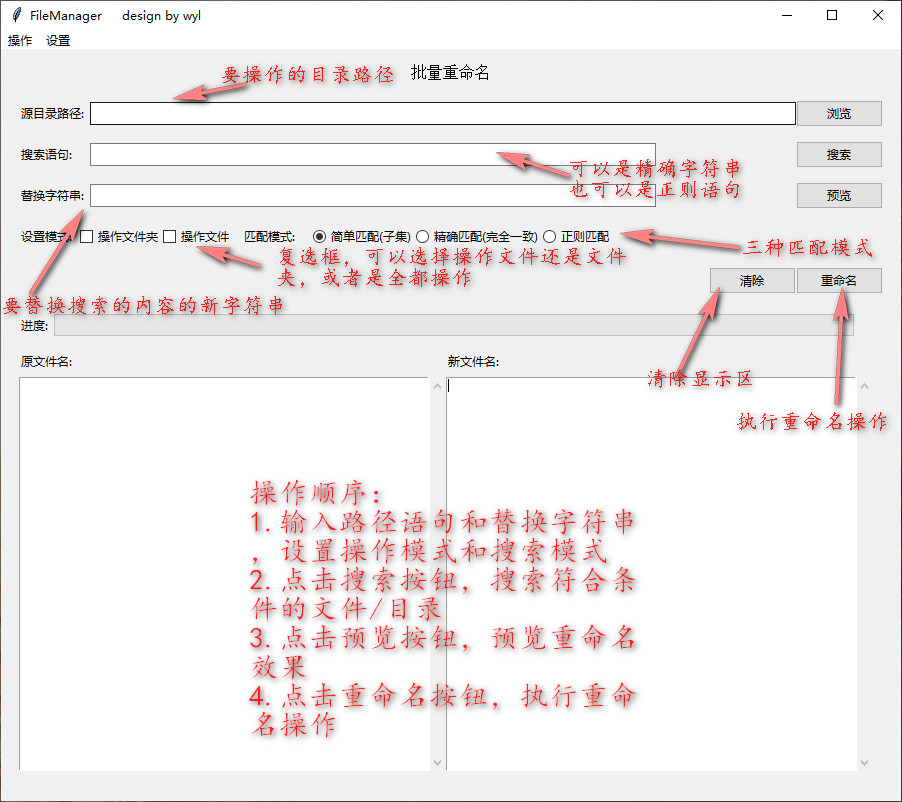 FileManager design by wyl
操作 设置
要操作的目录路径
批量重命名
源目录路径:
浏览
搜索语句:
搜索
可以是精确字符串
也可以是正则语句
替换字符串:
预览
设置模式: 操作文件夹 操作文件 匹配模式: 简单匹配(子集) 精确匹配(完全一致) 正则匹配
三种匹配模式
复选框，可以选择操作文件还是文件
夹，或者是全都操作
清除
重命名
要替换搜索的内容的新字符串
进度:
原文件名:
新文件名:
清除显示区
执行重命名操作
操作顺序：
1.输入路径语句和替换字符串
，设置操作模式和搜索模式
2.点击搜索按钮，搜索符合条
件的文件/目录
3.点击预览按钮，预览重命名
效果
4.点击重命名按钮，执行重命
名操作